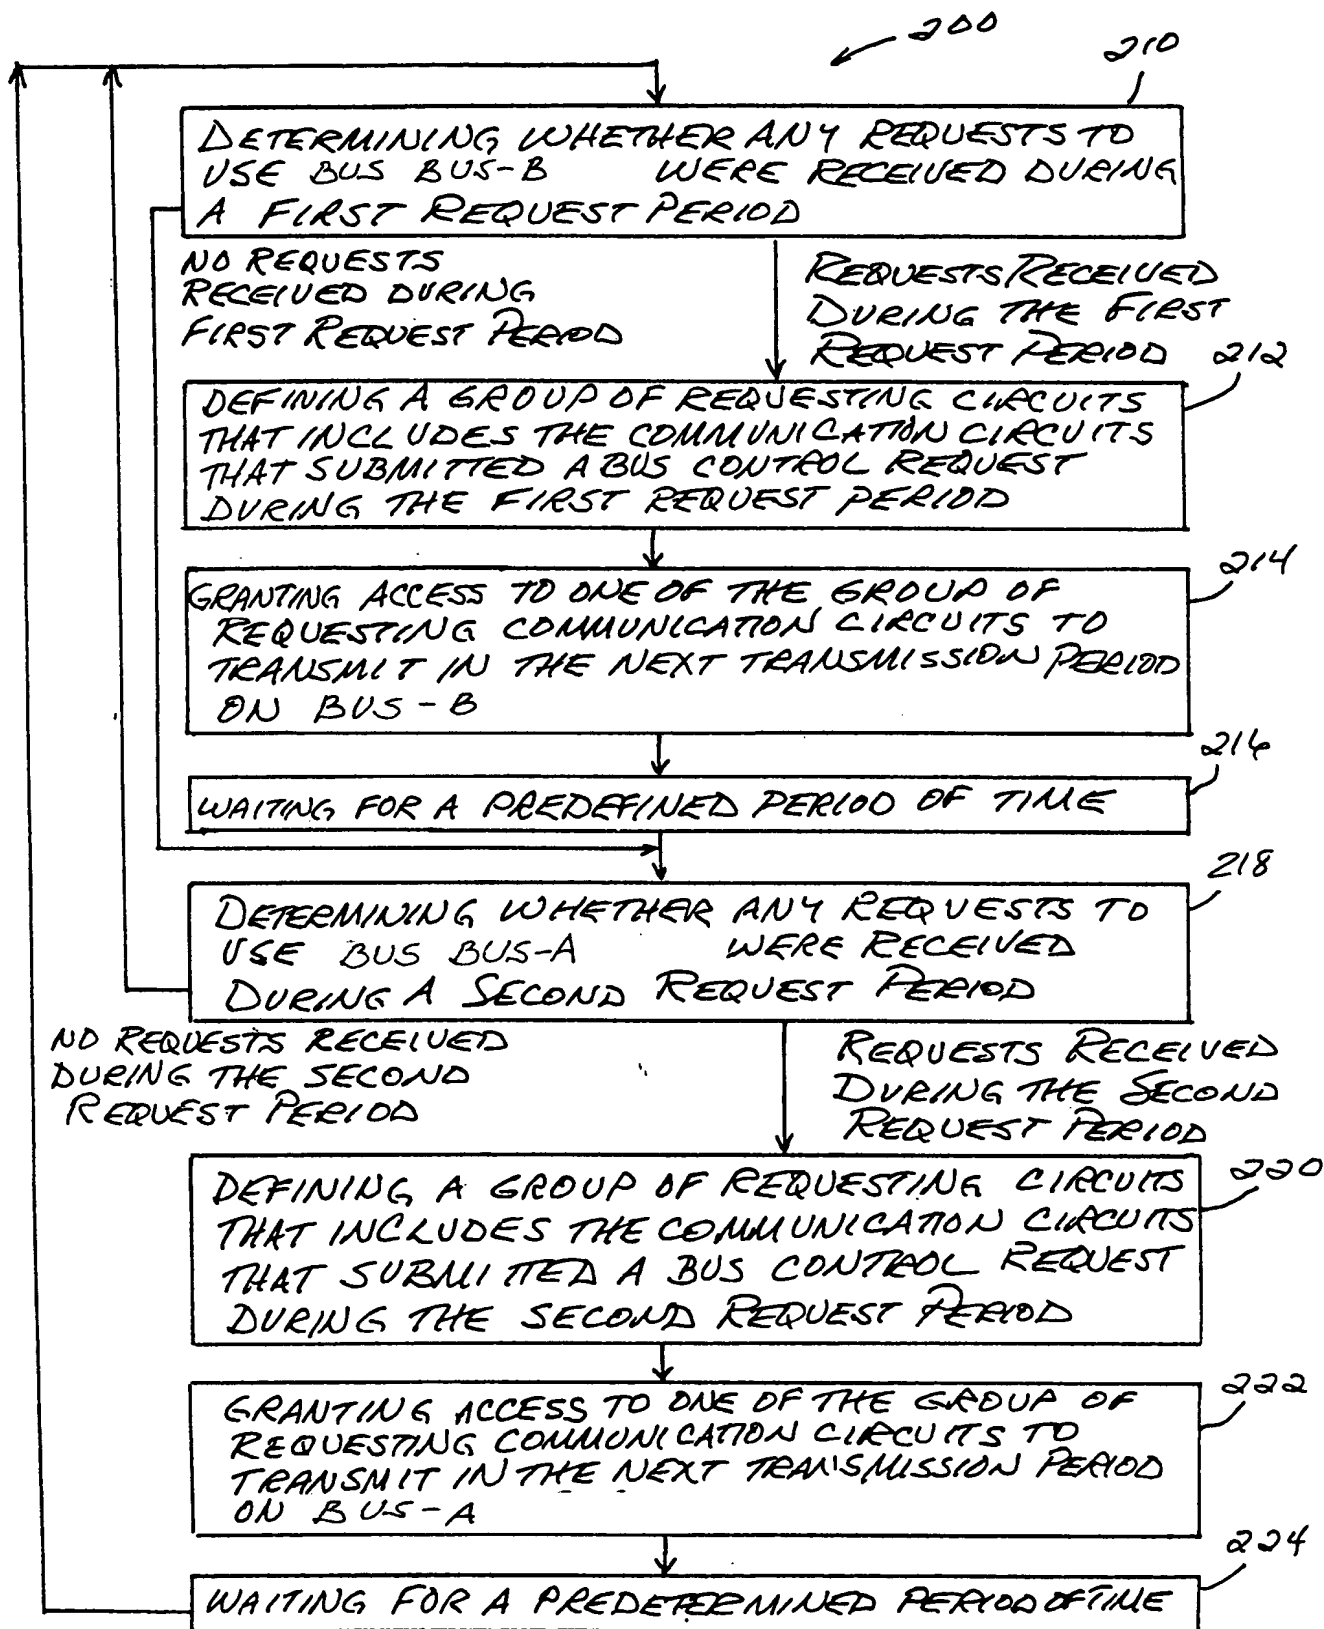 200
210
DETERMINING WHETHER ANY REQUESTS TO
USE BUS BUS-B WERE RECEIVED DURING
A FIRST REQUEST PERIOD
NO REQUESTS
RECEIVED DURING
FIRST REQUEST PERIOD
REQUESTS RECEIVED
DURING THE FIRST
REQUEST PERIOD
212
DEFINING A GROUP OF REQUESTING CIRCUITS
THAT INCLUDES THE COMMUNICATION CIRCUITS
THAT SUBMITTED A BUS CONTROL REQUEST
DURING THE FIRST REQUEST PERIOD
214
GRANTING ACCESS TO ONE OF THE GROUP OF
REQUESTING COMMUNICATION CIRCUITS TO
TRANSMIT IN THE NEXT TRANSMISSION PERIOD
ON BUS-B
216
WAITING FOR A PREDEFINED PERIOD OF TIME
218
DETERMINING WHETHER ANY REQUESTS TO
USE BUS BUS-A WERE RECEIVED
DURING A SECOND REQUEST PERIOD
NO REQUESTS RECEIVED
DURING THE SECOND
REQUEST PERIOD
REQUESTS RECEIVED
DURING THE SECOND
REQUEST PERIOD
220
DEFINING A GROUP OF REQUESTING CIRCUITS
THAT INCLUDES THE COMMUNICATION CIRCUITS
THAT SUBMITTED A BUS CONTROL REQUEST
DURING THE SECOND REQUEST PERIOD
222
GRANTING ACCESS TO ONE OF THE GROUP OF
REQUESTING COMMUNICATION CIRCUITS TO
TRANSMIT IN THE NEXT TRANSMISSION PERIOD
ON BUS-A
224
WAITING FOR A PREDETERMINED PERIOD OF TIME